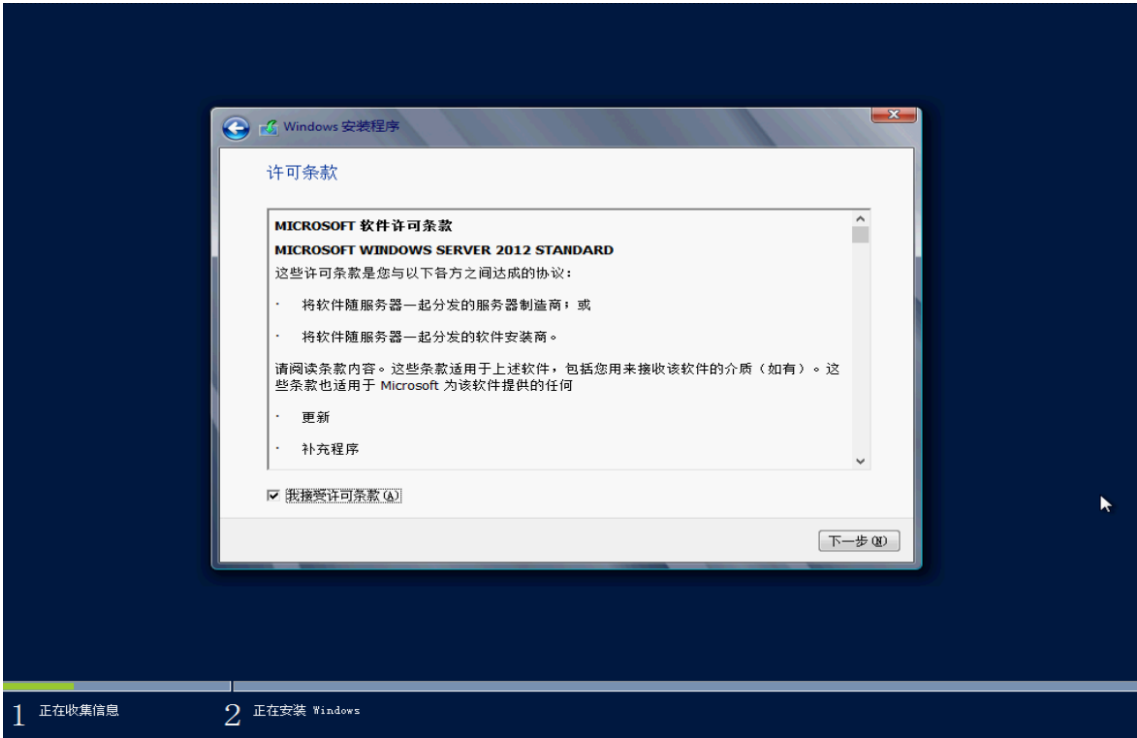 Windows 安装程序
许可条款
MICROSOFT 软件许可条款
MICROSOFT WINDOWS SERVER 2012 STANDARD
这些许可条款是您与以下各方之间达成的协议：
· 将软件随服务器一起分发的服务器制造商；或
· 将软件随服务器一起分发的软件安装商。
请阅读条款内容。这些条款适用于上述软件，包括您用来接收该软件的介质（如有）。这
些条款也适用于 Microsoft 为该软件提供的任何
· 更新
· 补充程序
我接受许可条款(A)
下一步(N)
1 正在收集信息
2 正在安装 Windows